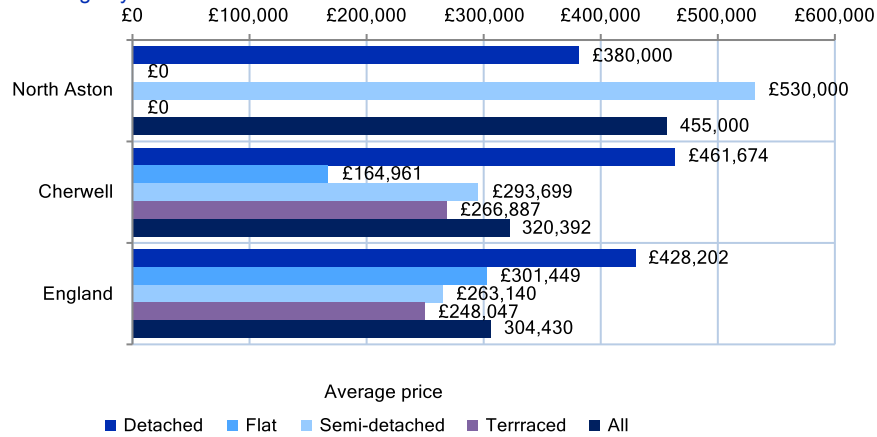 £0 £100,000 £200,000 £300,000 £400,000 £500,000 £600,000
£380,000
£0
North Aston £530,000
£0
455,000
£461,674
£164,961
Cherwell £293,699
£266,887
320,392
£428,202
£301,449
England £263,140
£248,047
304,430
Average price
Detached Flat Semi-detached Terrraced All